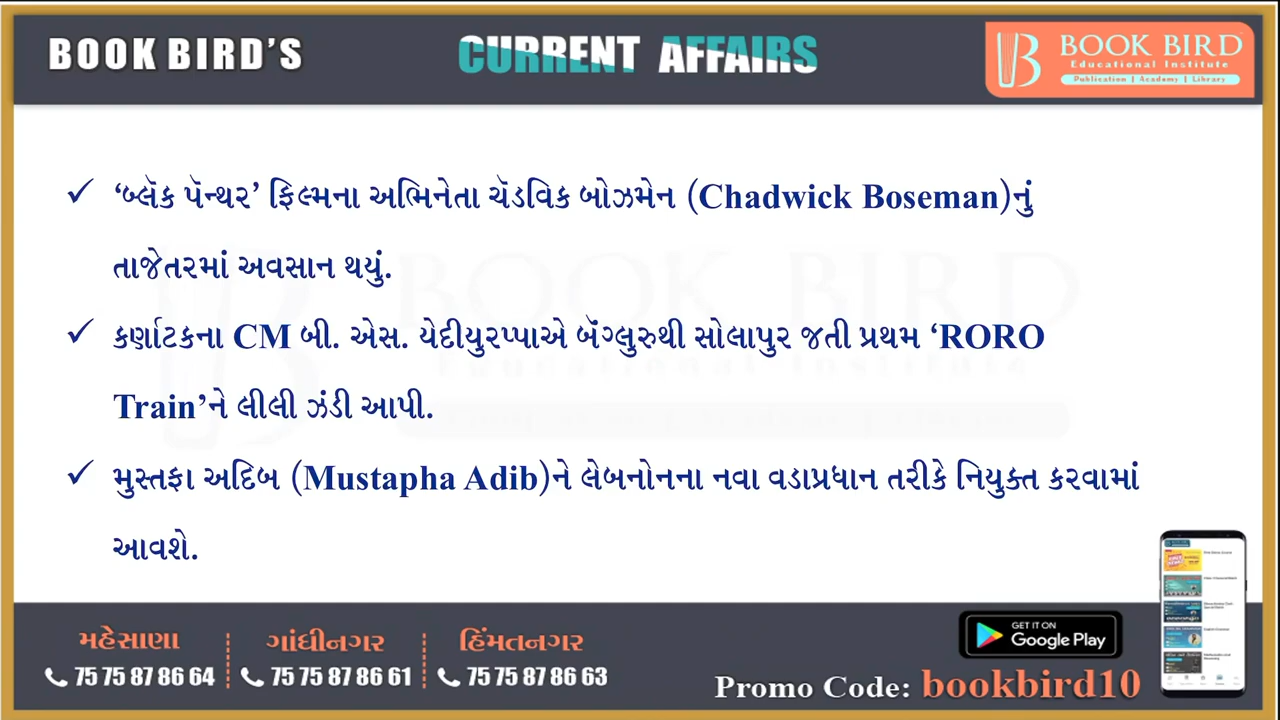 BOOK BIRD'S
CURRENT AFFAIRS
BOOK BIRD
Educational Institute
Publication | Academy | Library
✓ ‘બ્લૅક પૅન્થર’ ફિલ્મના અભિનેતા ચૅડવિક બોઝમેન (Chadwick Boseman)નું
તાજેતરમાં અવસાન થયું.
✓ કર્ણાટકના CM બી. એસ. યેદીયુરપ્પાએ બૅંગ્લુરુથી સોલાપુર જતી પ્રથમ ‘RORO
Train’ને લીલી ઝંડી આપી.
✓ મુસ્તફા અદિબ (Mustapha Adib)ને લેબનોનના નવા વડાપ્રધાન તરીકે નિયુક્ત કરવામાં
આવશે.
મહેસાણા
75 75 87 86 64
ગાંધીનગર
75 75 87 86 61
હિંમતનગર
75 75 87 86 63
GET IT ON
Google Play
Promo Code: bookbird10